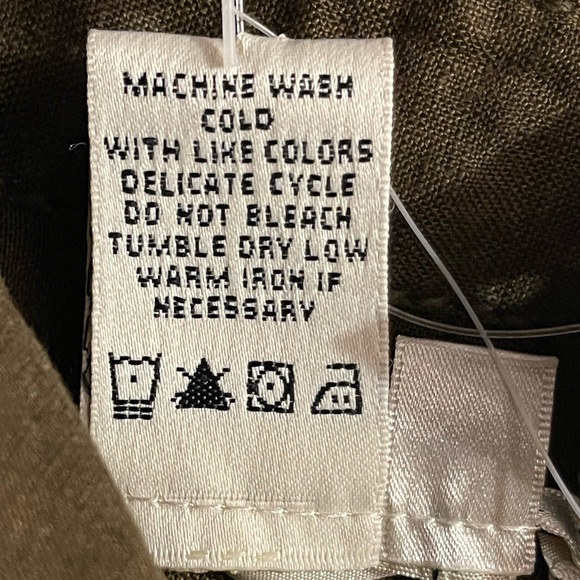 MACHINE WASH
COLD
WITH LIKE COLORS
DELICATE CYCLE
DO NOT BLEACH
TUMBLE DRY LOW
WARM IRON IF
NECESSARY